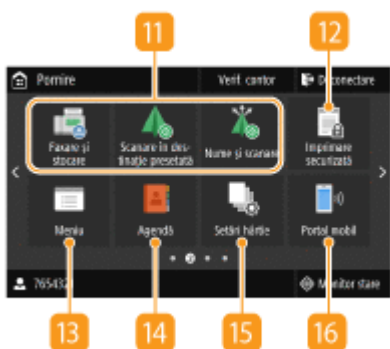 11
12
Pornire
Verif. contor
Deconectare
Faxare și stocare
Scanare în des-
tinație presetată
Nume și scanare
Imprimare securizată
Meniu
Agendă
Setări hârtie
Portal mobil
7654321
Monitor stare
13
14
15
16